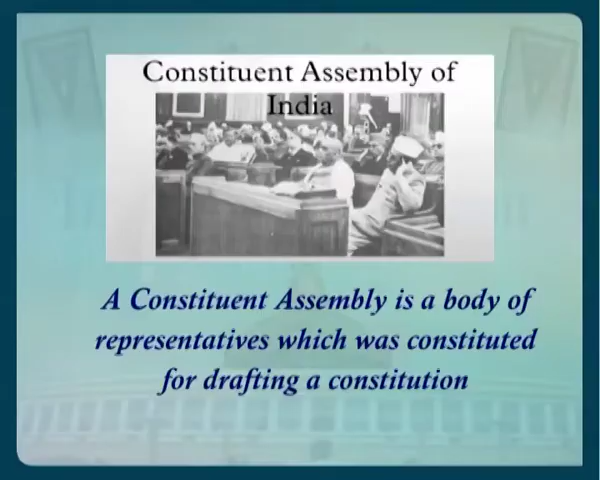 Constituent Assembly of
India
A Constituent Assembly is a body of
representatives which was constituted
for drafting a constitution